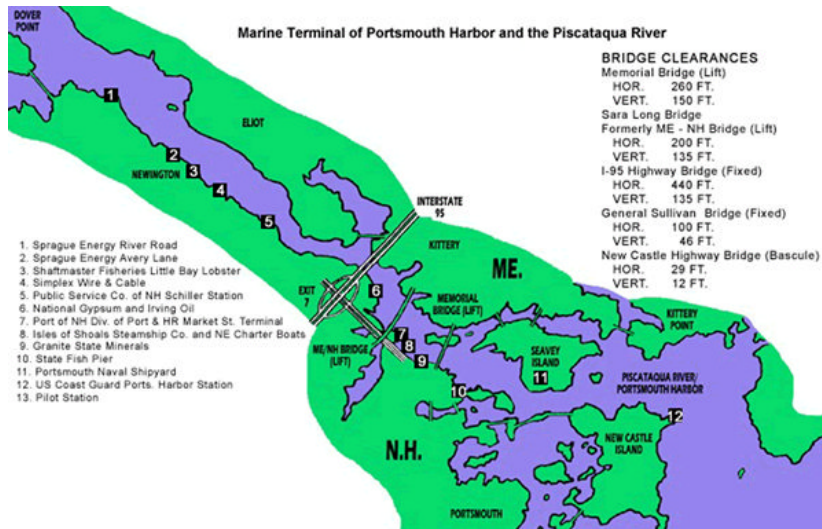 DOVER
POINT
Marine Terminal of Portsmouth Harbor and the Piscataqua River
BRIDGE CLEARANCES
Memorial Bridge (Lift)
HOR. 260 FT.
VERT. 150 FT.
Sara Long Bridge
Formerly ME - NH Bridge (Lift)
HOR. 200 FT.
VERT. 135 FT.
I-95 Highway Bridge (Fixed)
HOR. 440 FT.
VERT. 135 FT.
General Sullivan Bridge (Fixed)
HOR. 100 FT.
VERT. 46 FT.
New Castle Highway Bridge (Bascule)
HOR. 29 FT.
VERT. 12 FT.
1
ELIOT
2
NEWINGTON
3
4
5
INTERSTATE
95
KITTERY
1. Sprague Energy River Road
2. Sprague Energy Avery Lane
3. Shaftmaster Fisheries Little Bay Lobster
4. Simplex Wire & Cable
5. Public Service Co. of NH Schiller Station
6. National Gypsum and Irving Oil
7. Port of NH Div. of Port & HR Market St. Terminal
8. Isles of Shoals Steamship Co. and NE Charter Boats
9. Granite State Minerals
10. State Fish Pier
11. Portsmouth Naval Shipyard
12. US Coast Guard Ports. Harbor Station
13. Pilot Station
EXIT
7
6
ME.
MEMORIAL
BRIDGE (LIFT)
KITTERY
POINT
ME/NH BRIDGE
(LIFT)
7
8
9
SEAVEY
ISLAND
11
10
PISCATAQUA RIVER/
PORTSMOUTH HARBOR
12
N.H.
NEW CASTLE
ISLAND
PORTSMOUTH